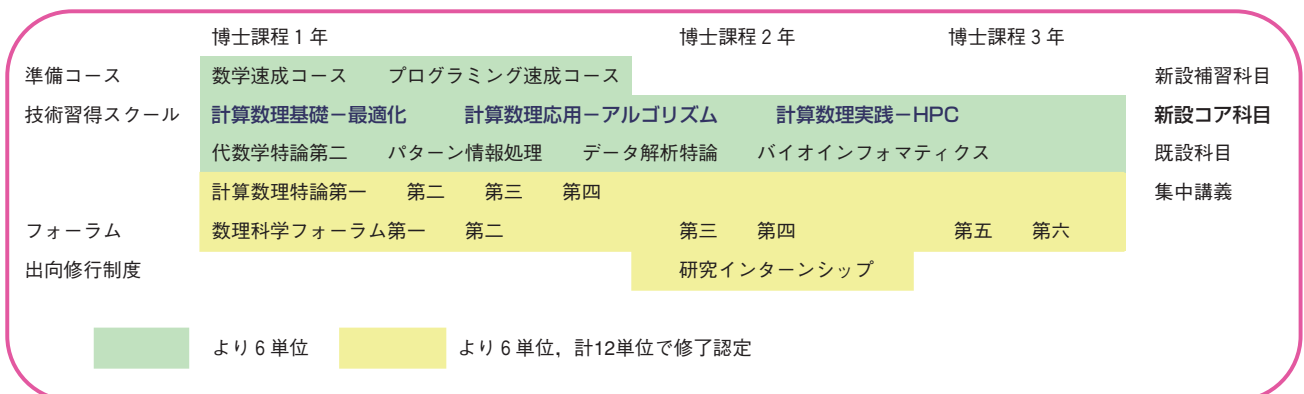 博士課程1年 博士課程2年 博士課程3年
準備コース 数学速成コース プログラミング速成コース 新設補習科目
技術習得スクール 計算数理基礎−最適化 計算数理応用−アルゴリズム 計算数理実践−HPC 新設コア科目
代数学特論第二 パターン情報処理 データ解析特論 バイオインフォマティクス 既設科目
計算数理特論第一 第二 第三 第四 集中講義
フォーラム 数理科学フォーラム第一 第二 第三 第四 第五 第六
出向修行制度 研究インターンシップ
より6単位 より6単位,計12単位で修了認定